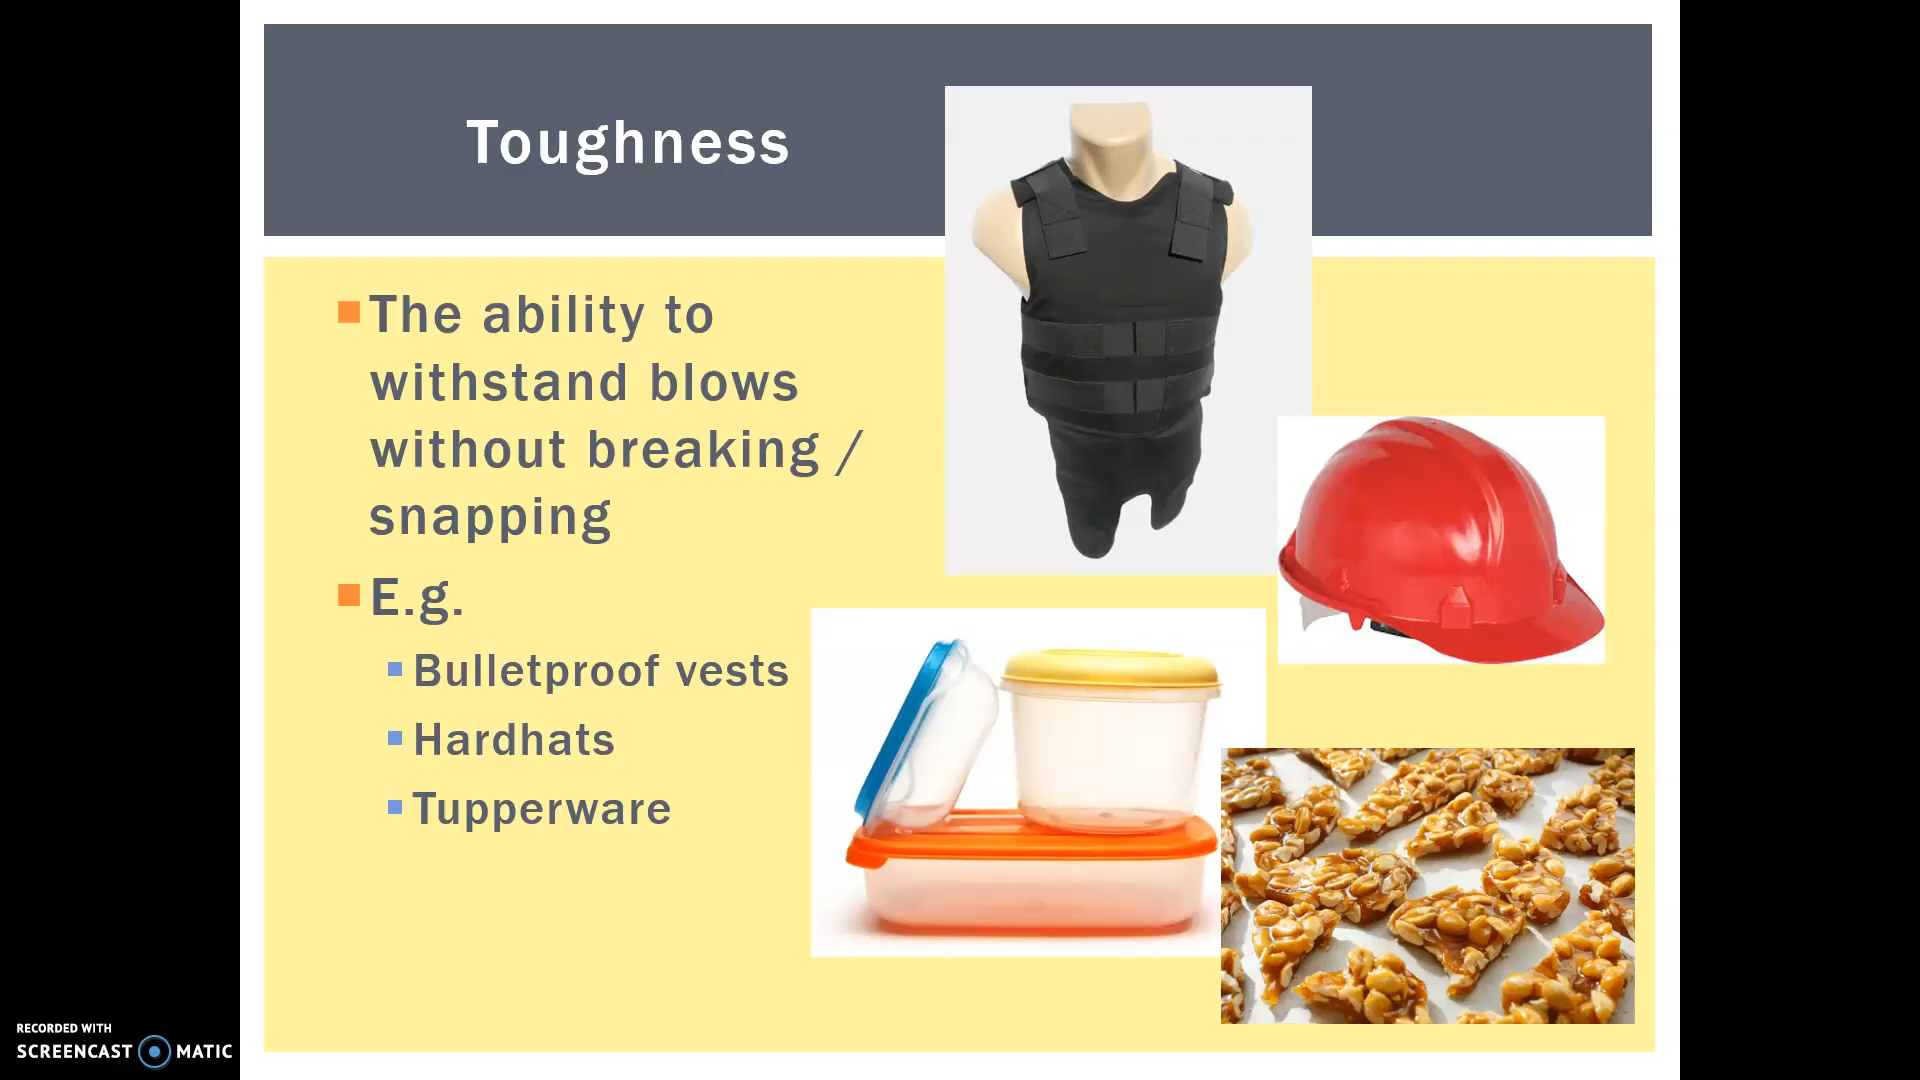 Toughness
The ability to
withstand blows
without breaking /
snapping
E.g.
Bulletproof vests
Hardhats
Tupperware
RECORDED WITH
SCREENCAST MATIC